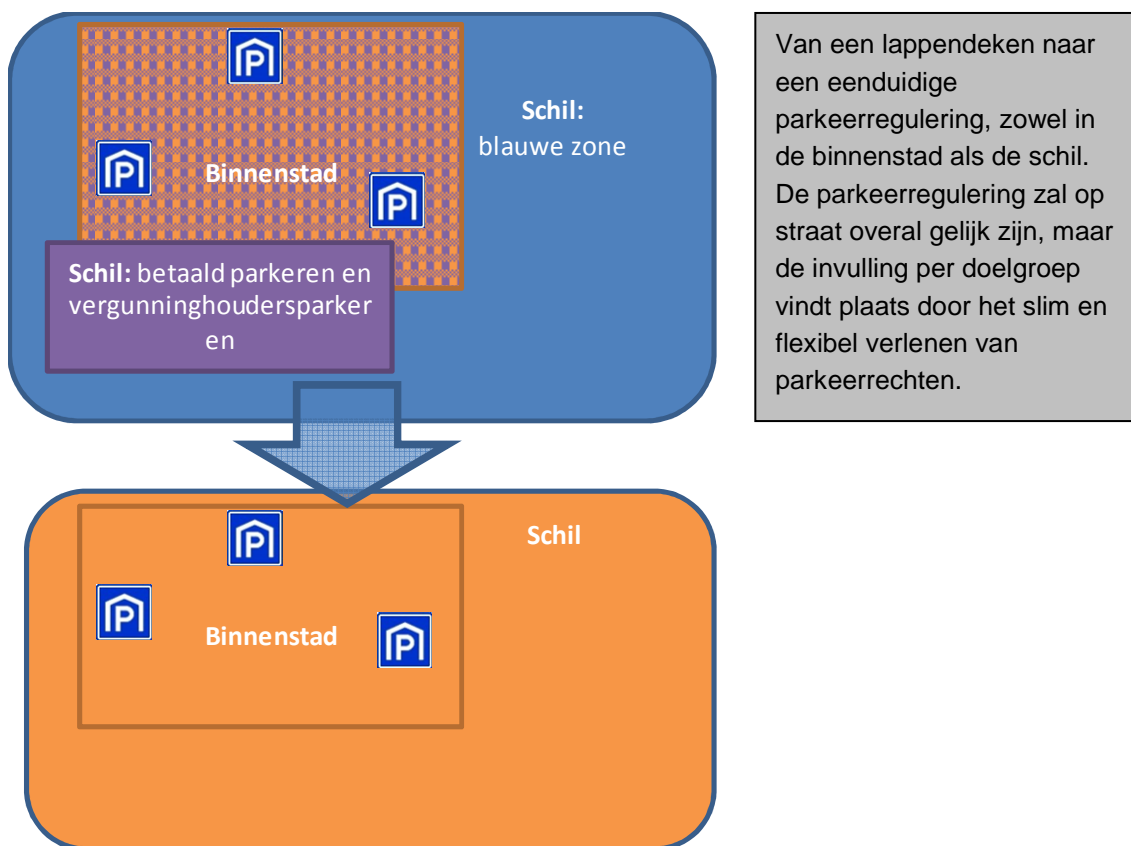 P
Schil:
blauwe zone
P
Binnenstad
P
Schil: betaald parkeren en
vergunninghoudersparker
en
P
Schil
P
Binnenstad
P
Van een lappendeken naar
een eenduidige
parkeerregulering, zowel in
de binnenstad als de schil.
De parkeerregulering zal op
straat overal gelijk zijn, maar
de invulling per doelgroep
vindt plaats door het slim en
flexibel verlenen van
parkeerrechten.